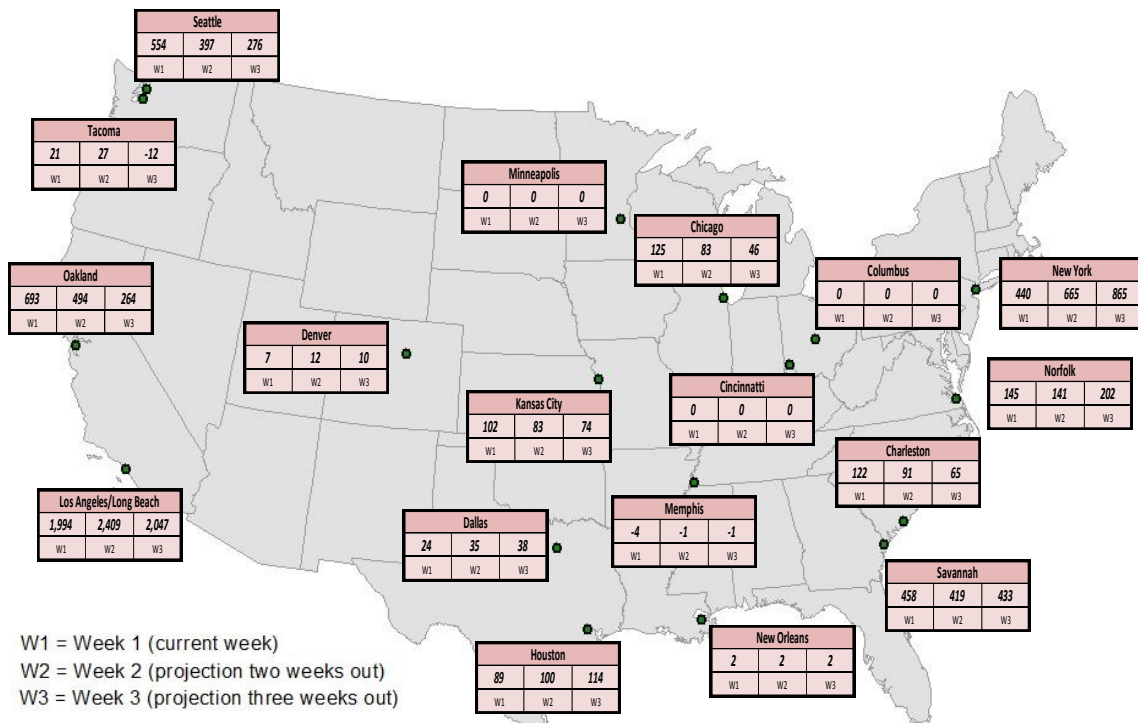 Seattle
554 397 276
W1 W2 W3
Tacoma
21 27 -12
W1 W2 W3
Minneapolis
0 0 0
W1 W2 W3
Chicago
125 83 46
W1 W2 W3
Oakland
693 494 264
W1 W2 W3
Columbus
0 0 0
W1 W2 W3
New York
440 665 865
W1 W2 W3
Denver
7 12 10
W1 W2 W3
Cincinnatti
0 0 0
W1 W2 W3
Norfolk
145 141 202
W1 W2 W3
Kansas City
102 83 74
W1 W2 W3
Charleston
122 91 65
W1 W2 W3
Los Angeles/Long Beach
1,994 2,409 2,047
W1 W2 W3
Dallas
24 35 38
W1 W2 W3
Memphis
-4 -1 -1
W1 W2 W3
Savannah
458 419 433
W1 W2 W3
New Orleans
2 2 2
W1 W2 W3
Houston
89 100 114
W1 W2 W3
W1 = Week 1 (current week)
W2 = Week 2 (projection two weeks out)
W3 = Week 3 (projection three weeks out)